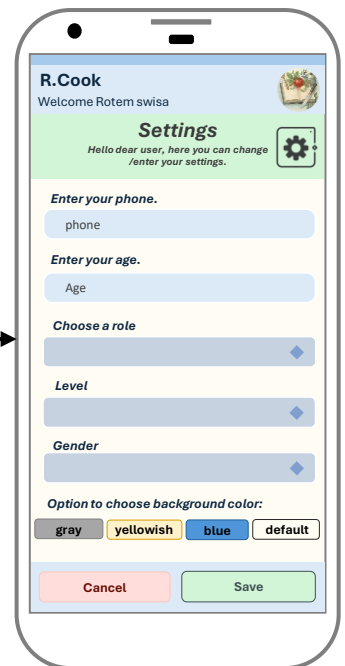 R.Cook
Welcome Rotem swisa
Settings
Hello dear user, here you can change
/enter your settings.
Enter your phone.
phone
Enter your age.
Age
Choose a role
Level
Gender
Option to choose background color:
gray yellowish blue default
Cancel Save